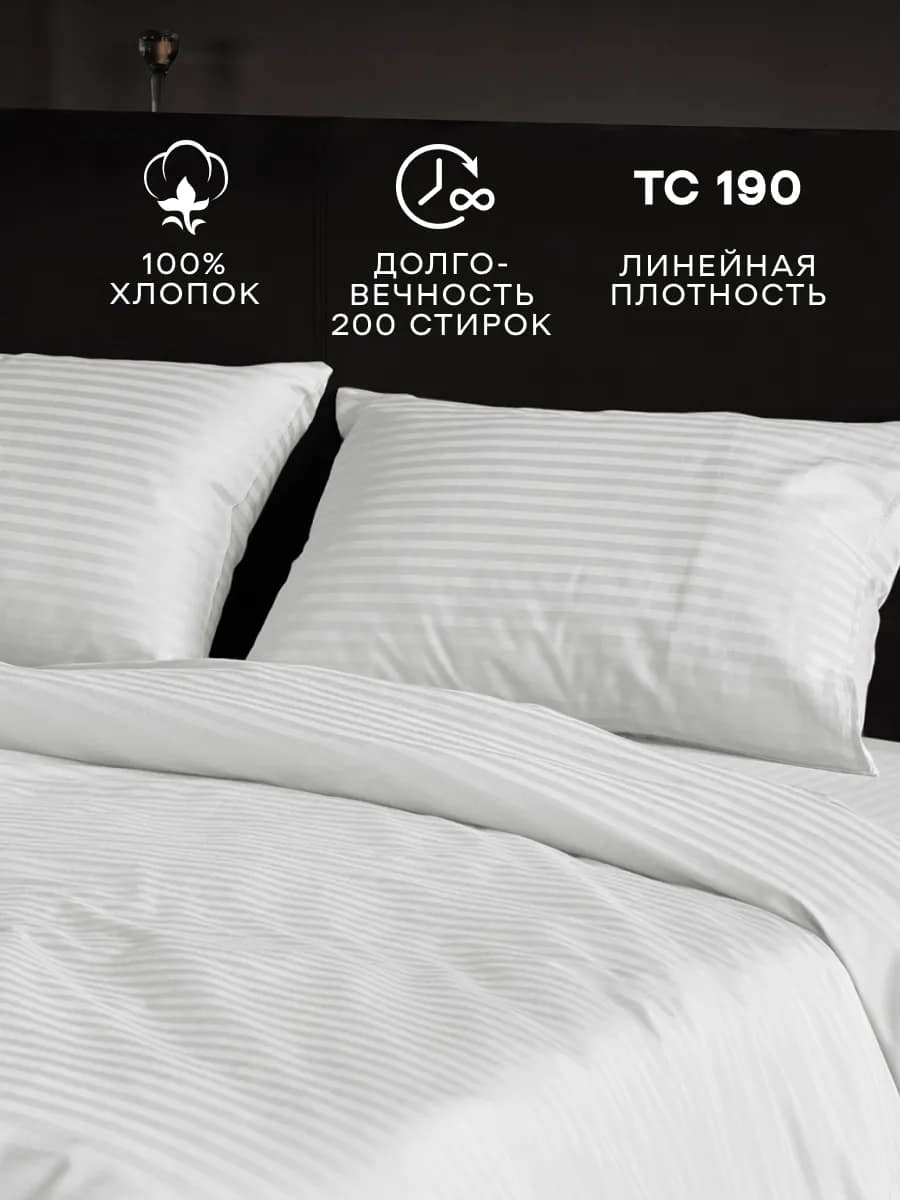 100%
ХЛОПОК
ДОЛГО-
ВЕЧНОСТЬ
200 СТИРОК
ТС 190
ЛИНЕЙНАЯ
ПЛОТНОСТЬ